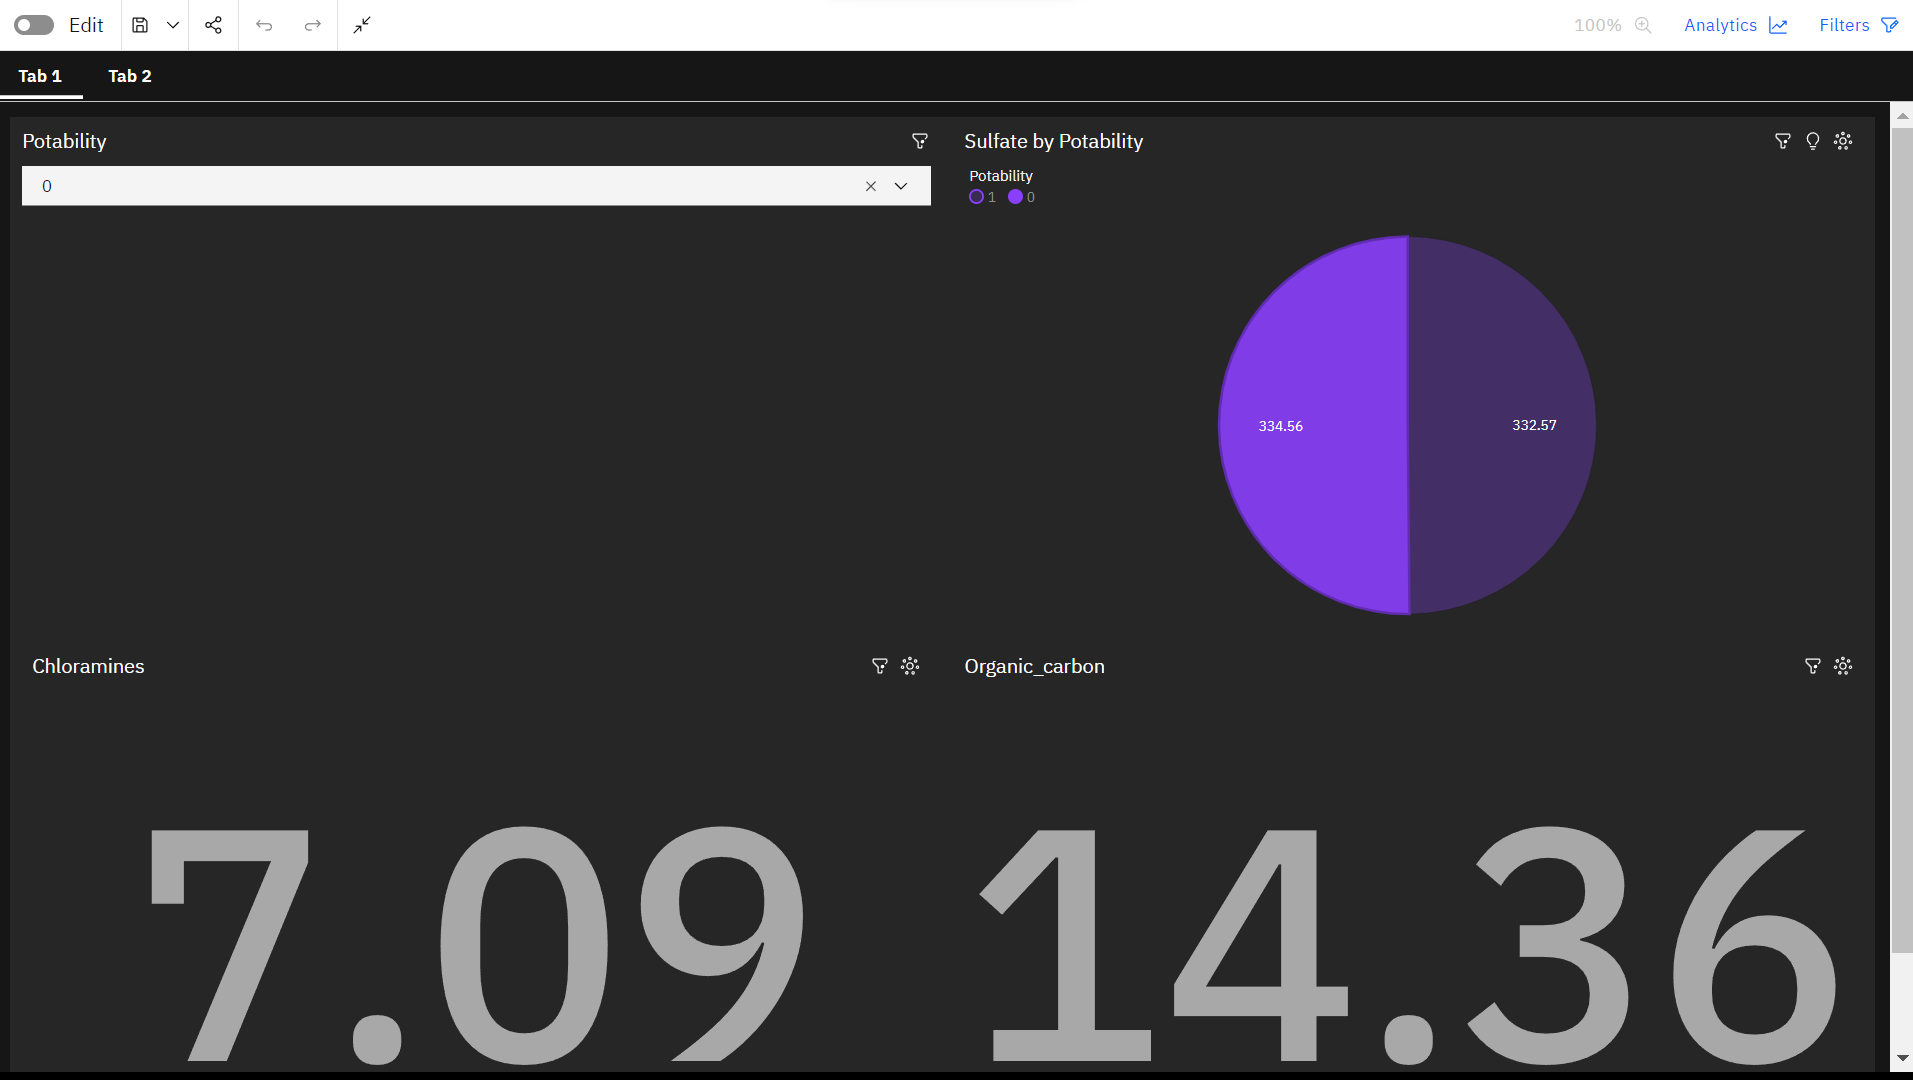 Edit
100%
Analytics
Filters
Tab 1
Tab 2
Potability
0
Sulfate by Potability
Potability
1 0
334.56
332.57
Chloramines
7.09
Organic_carbon
14.36